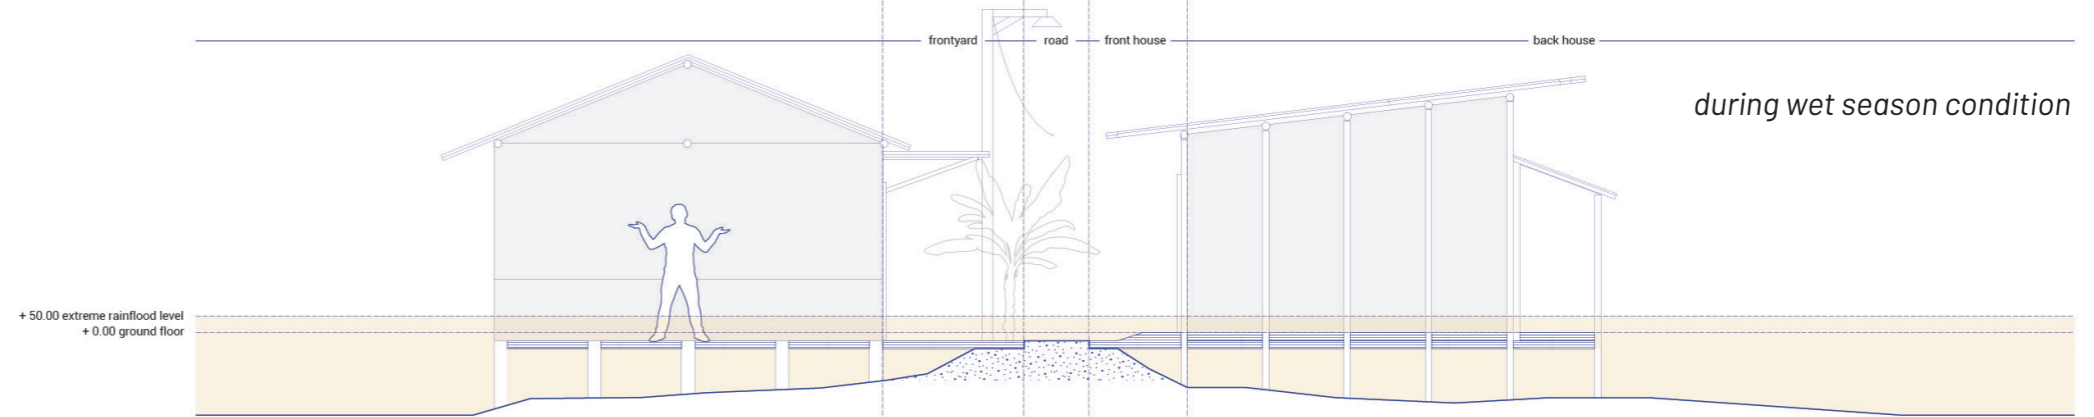 frontyard
road
front house
back house
during wet season condition
+ 50.00 extreme rainflood level
+ 0.00 ground floor